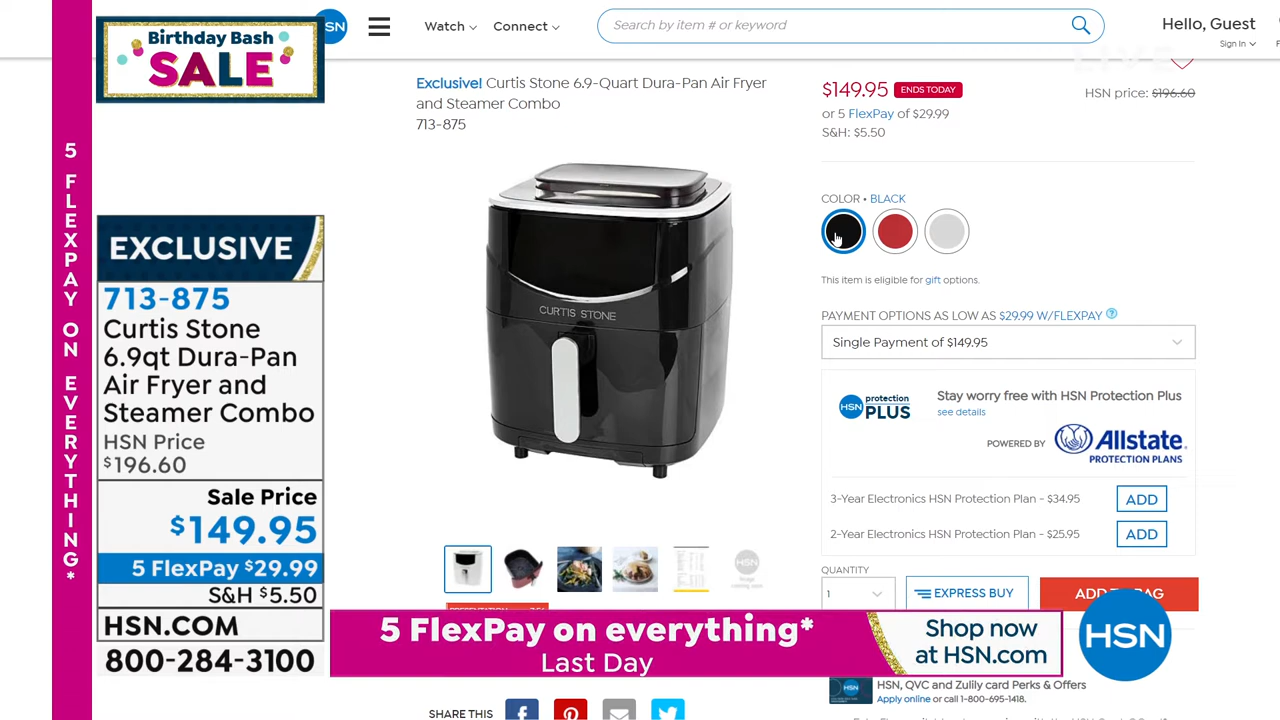 Birthday Bash
SALE
SN
Watch
Connect
Search by item # or keyword
Hello, Guest
Sign In
LIVE
5 FLEXPAY ON EVERYTHING*
EXCLUSIVE
713-875
Curtis Stone
6.9qt Dura-Pan
Air Fryer and
Steamer Combo
HSN Price
$196.60
Sale Price
$149.95
5 FlexPay $29.99
S&H $5.50
HSN.COM
800-284-3100
Exclusive! Curtis Stone 6.9-Quart Dura-Pan Air Fryer
and Steamer Combo
713-875
CURTIS STONE
HSN
$149.95 ENDS TODAY
HSN price: $196.60
or 5 FlexPay of $29.99
S&H: $5.50
COLOR • BLACK
This item is eligible for gift options.
PAYMENT OPTIONS AS LOW AS $29.99 W/FLEXPAY ?
Single Payment of $149.95
HSN protection PLUS
Stay worry free with HSN Protection Plus
see details
POWERED BY Allstate
PROTECTION PLANS
3-Year Electronics HSN Protection Plan - $34.95 ADD
2-Year Electronics HSN Protection Plan - $25.95 ADD
QUANTITY
1
EXPRESS BUY
5 FlexPay on everything*
Last Day
Shop now
at HSN.com
HSN
HSN, QVC and Zulily card Perks & Offers
Apply online or call 1-800-695-1418.
SHARE THIS